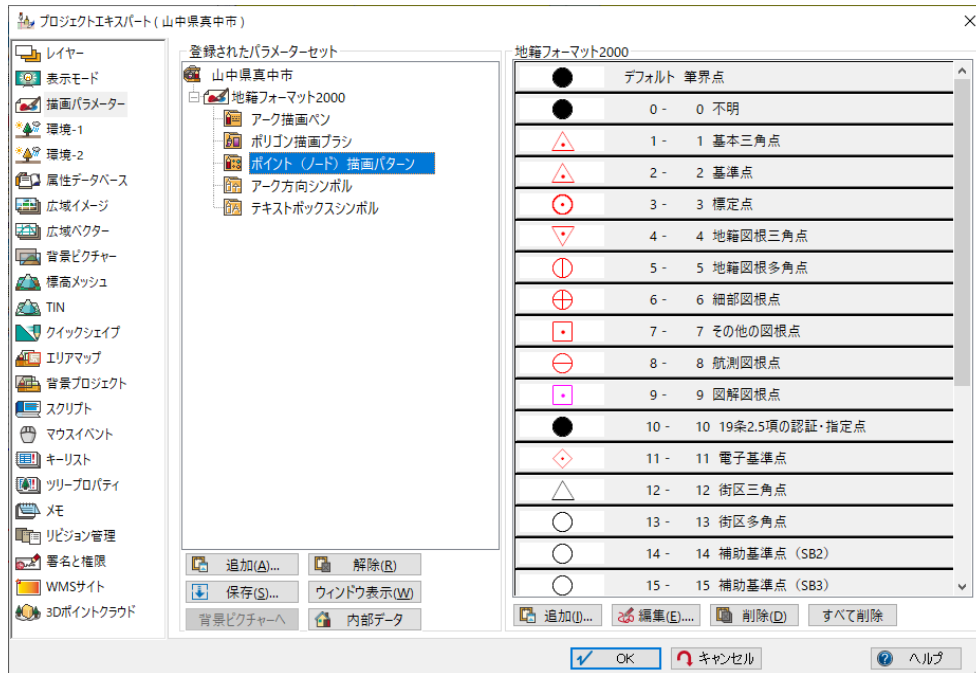 プロジェクトエキスパート ( 山中県真中市 )
レイヤー
表示モード
描画パラメーター
環境-1
環境-2
属性データベース
広域イメージ
広域ベクター
背景ピクチャー
標高メッシュ
TIN
クイックシェイプ
エリアマップ
背景プロジェクト
スクリプト
マウスイベント
キーリスト
ツリープロパティ
メモ
リビジョン管理
署名と権限
WMSサイト
3Dポイントクラウド
登録されたパラメーターセット
山中県真中市
地籍フォーマット2000
アーク描画ペン
ポリゴン描画ブラシ
ポイント（ノード）描画パターン
アーク方向シンボル
テキストボックスシンボル
追加(A)... 解除(R)
保存(S)... ウィンドウ表示(W)
背景ピクチャーへ 内部データ
地籍フォーマット2000
デフォルト 筆界点
0 - 0 不明
1 - 1 基本三角点
2 - 2 基準点
3 - 3 標定点
4 - 4 地籍図根三角点
5 - 5 地籍図根多角点
6 - 6 細部図根点
7 - 7 その他の図根点
8 - 8 航測図根点
9 - 9 図解図根点
10 - 10 19条2.5項の認証・指定点
11 - 11 電子基準点
12 - 12 街区三角点
13 - 13 街区多角点
14 - 14 補助基準点（SB2）
15 - 15 補助基準点（SB3）
追加(I)... 編集(E).... 削除(D) すべて削除
OK キャンセル ヘルプ